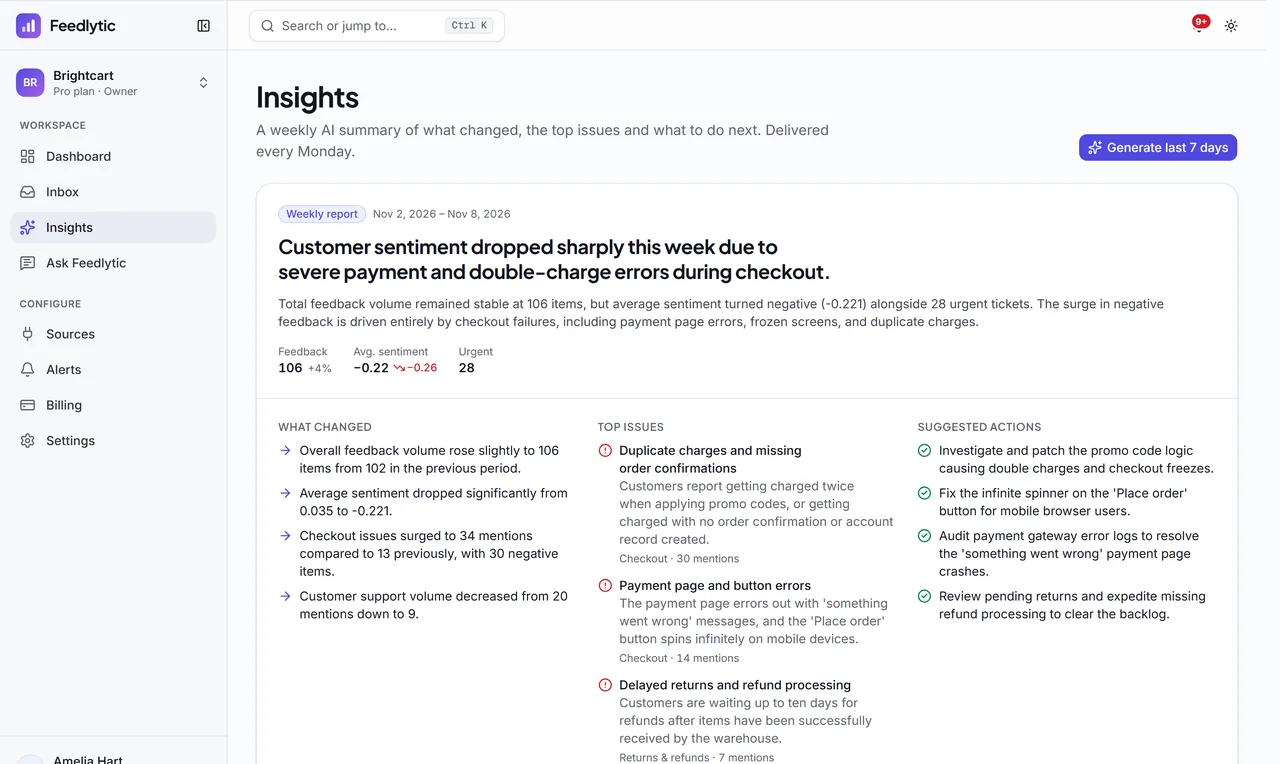 Feedlytic
Search or jump to...
Ctrl K
9+
BR
Brightcart
Pro plan · Owner
WORKSPACE
Dashboard
Inbox
Insights
Ask Feedlytic
CONFIGURE
Sources
Alerts
Billing
Settings
Amelia Hart
Insights
A weekly AI summary of what changed, the top issues and what to do next. Delivered
every Monday.
Generate last 7 days
Weekly report
Nov 2, 2026 – Nov 8, 2026
Customer sentiment dropped sharply this week due to
severe payment and double-charge errors during checkout.
Total feedback volume remained stable at 106 items, but average sentiment turned negative (-0.221) alongside 28 urgent tickets. The surge in negative
feedback is driven entirely by checkout failures, including payment page errors, frozen screens, and duplicate charges.
Feedback
106 +4%
Avg. sentiment
−0.22 −0.26
Urgent
28
WHAT CHANGED
Overall feedback volume rose slightly to 106
items from 102 in the previous period.
Average sentiment dropped significantly from
0.035 to -0.221.
Checkout issues surged to 34 mentions
compared to 13 previously, with 30 negative
items.
Customer support volume decreased from 20
mentions down to 9.
TOP ISSUES
Duplicate charges and missing
order confirmations
Customers report getting charged twice
when applying promo codes, or getting
charged with no order confirmation or account
record created.
Checkout · 30 mentions
Payment page and button errors
The payment page errors out with 'something
went wrong' messages, and the 'Place order'
button spins infinitely on mobile devices.
Checkout · 14 mentions
Delayed returns and refund processing
Customers are waiting up to ten days for
refunds after items have been successfully
received by the warehouse.
Returns & refunds · 7 mentions
SUGGESTED ACTIONS
Investigate and patch the promo code logic
causing double charges and checkout freezes.
Fix the infinite spinner on the 'Place order'
button for mobile browser users.
Audit payment gateway error logs to resolve
the 'something went wrong' payment page
crashes.
Review pending returns and expedite missing
refund processing to clear the backlog.